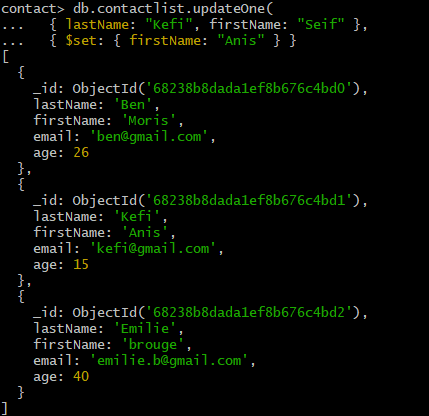 contact> db.contactlist.updateOne(
...   { lastName: "Kefi", firstName: "Seif" },
...   { $set: { firstName: "Anis" } }
[
  {
    _id: ObjectId('68238b8dada1ef8b676c4bd0'),
    lastName: 'Ben',
    firstName: 'Moris',
    email: 'ben@gmail.com',
    age: 26
  },
  {
    _id: ObjectId('68238b8dada1ef8b676c4bd1'),
    lastName: 'Kefi',
    firstName: 'Anis',
    email: 'kefi@gmail.com',
    age: 15
  },
  {
    _id: ObjectId('68238b8dada1ef8b676c4bd2'),
    lastName: 'Emilie',
    firstName: 'brouge',
    email: 'emilie.b@gmail.com',
    age: 40
  }
]